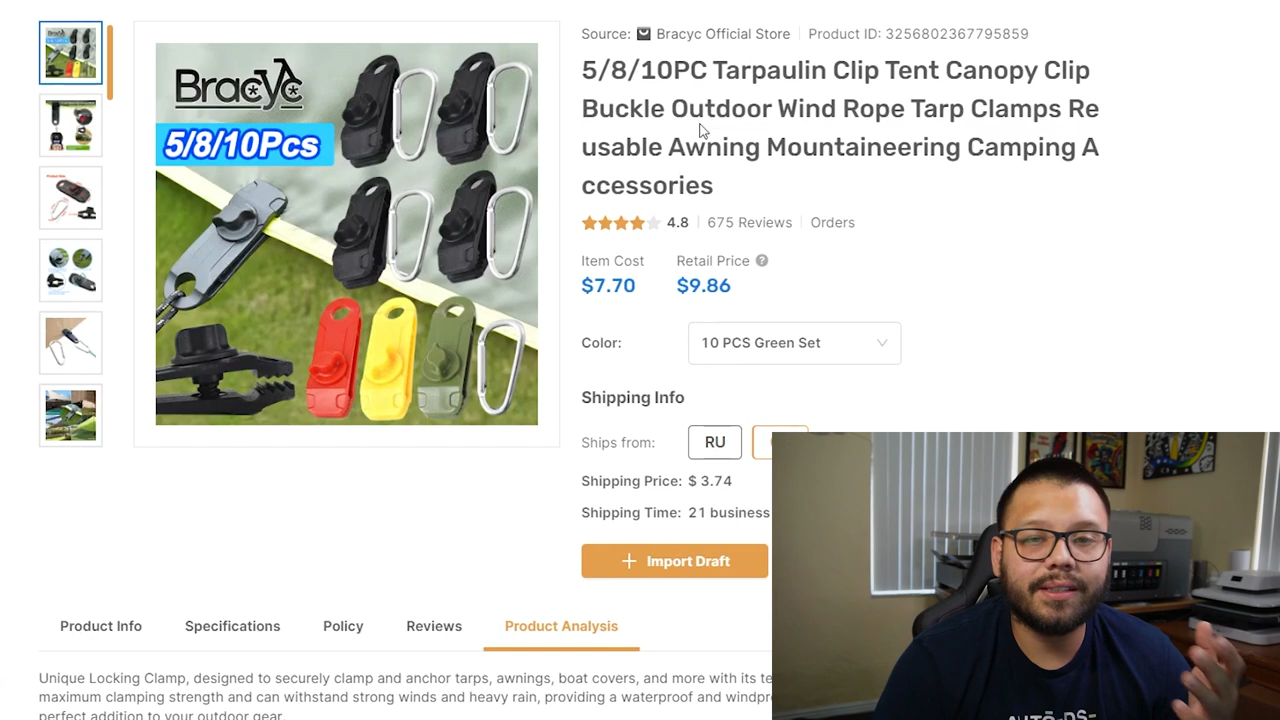 Source: Bracyc Official Store Product ID: 3256802367795859
5/8/10PC Tarpaulin Clip Tent Canopy Clip
Buckle Outdoor Wind Rope Tarp Clamps Re
usable Awning Mountaineering Camping A
ccessories
4.8 675 Reviews Orders
Item Cost Retail Price ?
$7.70 $9.86
Color: 10 PCS Green Set
Shipping Info
Ships from: RU
Shipping Price: $ 3.74
Shipping Time: 21 business
+ Import Draft
Bracyc
5/8/10Pcs
Product Info Specifications Policy Reviews Product Analysis
Unique Locking Clamp, designed to securely clamp and anchor tarps, awnings, boat covers, and more with its te
maximum clamping strength and can withstand strong winds and heavy rain, providing a waterproof and windpr
perfect addition to your outdoor gear.